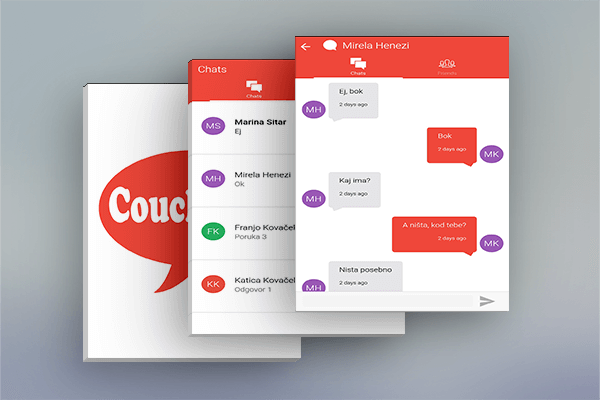 Couc
Chats
Chats
MS
Marina Sitar
Ej
MH
Mirela Henezi
Ok
FK
Franjo Kovače
Poruka 3
KK
Katica Kovače
Odgovor 1
Mirela Henezi
Chats
Friends
Ej, bok
2 days ago
MH
Bok
2 days ago
MK
Kaj ima?
2 days ago
MH
A ništa, kod tebe?
2 days ago
MK
Nista posebno
2 days ago
MH